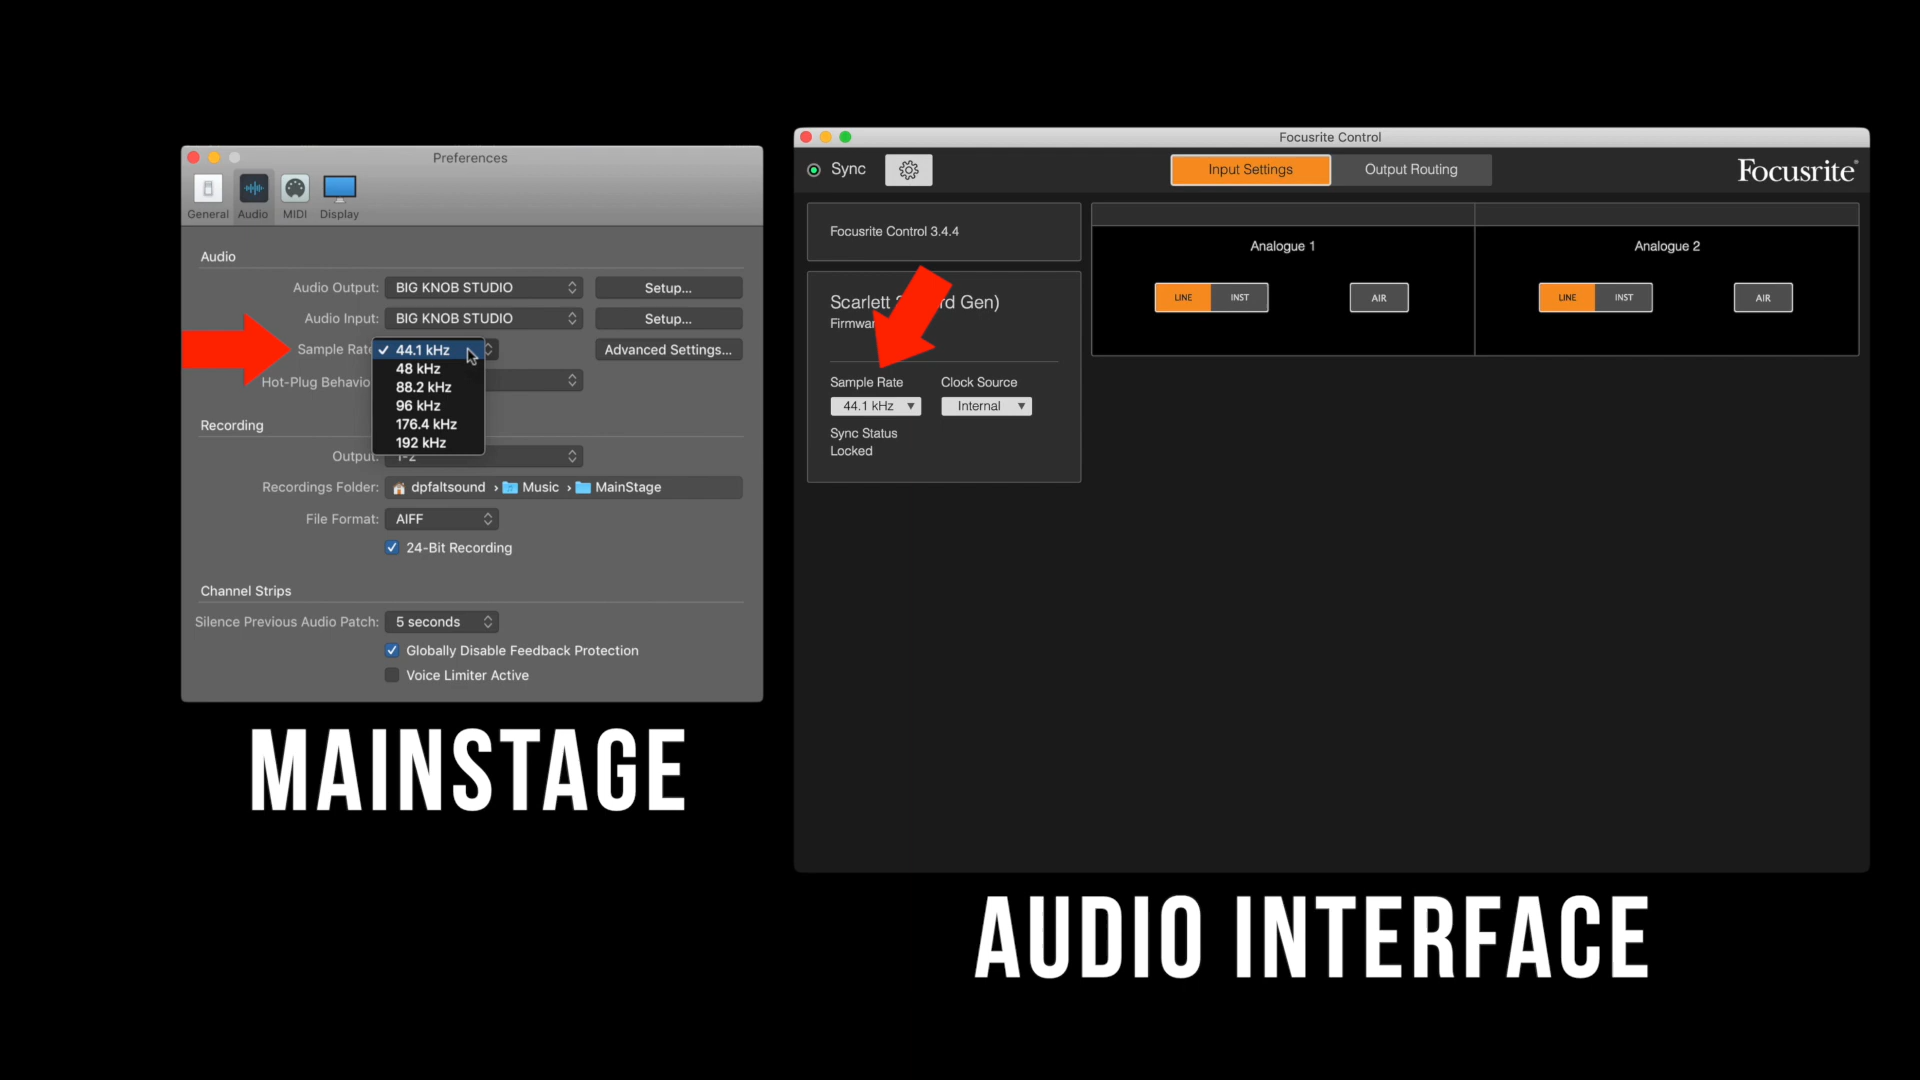 Preferences
General Audio MIDI Display
Audio
Audio Output: BIG KNOB STUDIO Setup...
Audio Input: BIG KNOB STUDIO Setup...
Sample Rate 44.1 kHz Advanced Settings...
48 kHz
Hot-Plug Behavio
88.2 kHz
96 kHz
176.4 kHz
192 kHz
Recording
Output: 1-2
Recordings Folder: dpfaltsound › Music › MainStage
File Format: AIFF
24-Bit Recording
Channel Strips
Silence Previous Audio Patch: 5 seconds
Globally Disable Feedback Protection
Voice Limiter Active
MAINSTAGE
Focusrite Control
Sync Input Settings Output Routing Focusrite
Focusrite Control 3.4.4
Analogue 1 Analogue 2
LINE INST AIR LINE INST AIR
Scarlett rd Gen)
Firmwar
Sample Rate Clock Source
44.1 kHz Internal
Sync Status
Locked
AUDIO INTERFACE